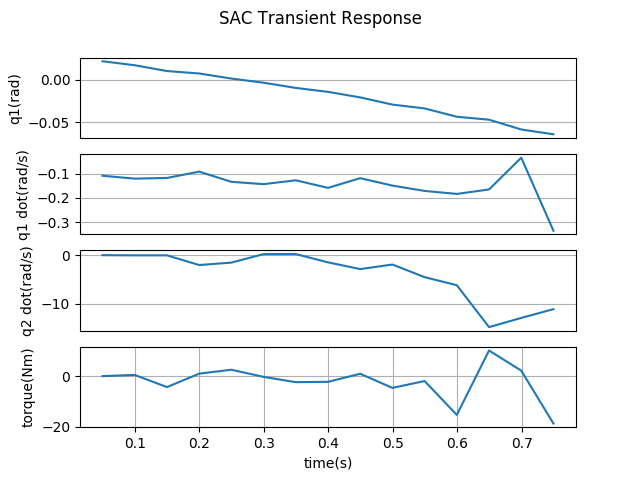 SAC Transient Response
q1(rad)
0.00
−0.05
q1 dot(rad/s)
−0.1
−0.2
−0.3
q2 dot(rad/s)
0
−10
torque(Nm)
0
−20
0.1 0.2 0.3 0.4 0.5 0.6 0.7
time(s)